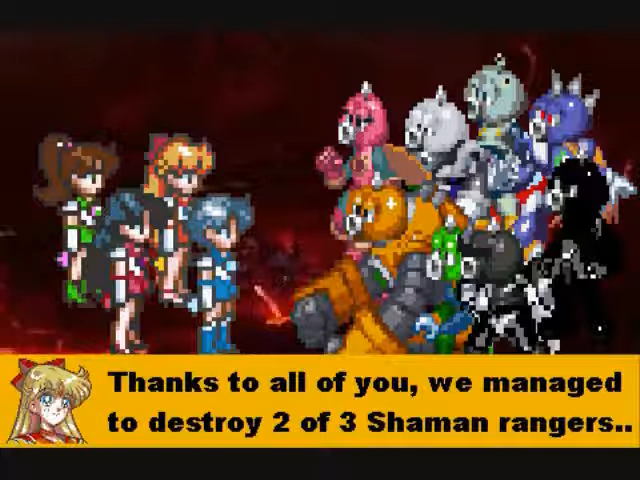 Thanks to all of you, we managed
to destroy 2 of 3 Shaman rangers..